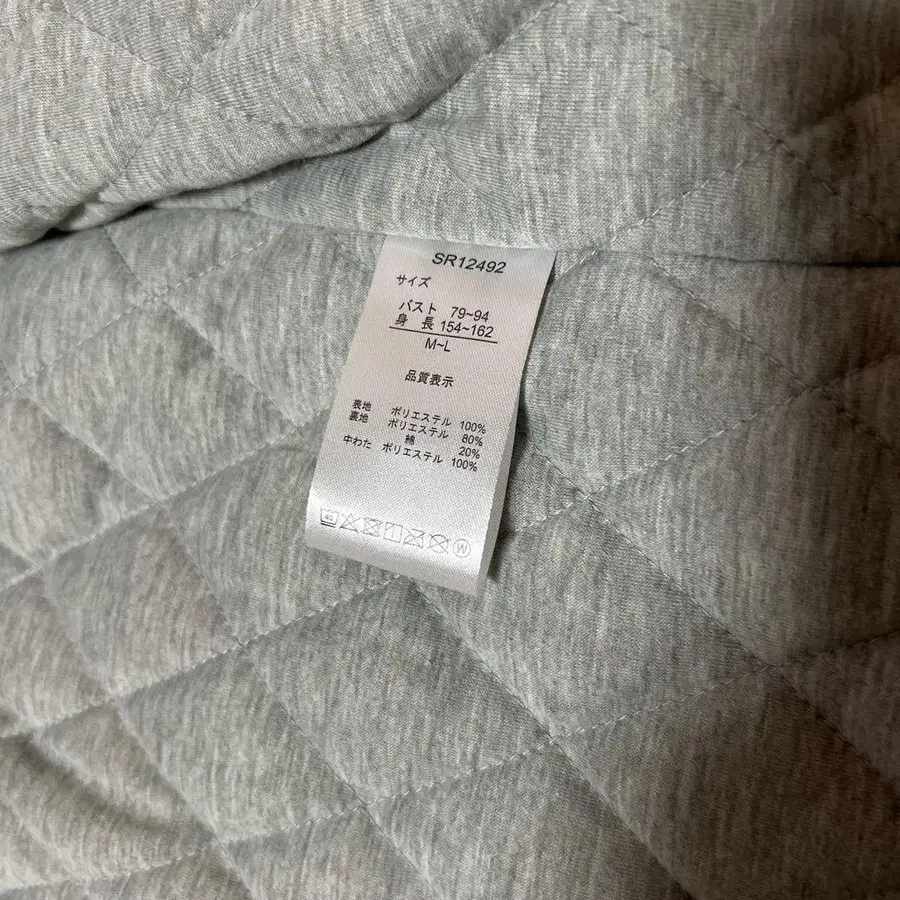 SR12492
サイズ
バスト 79~94
身 長 154~162
M~L
品質表示
表地 ポリエステル 100%
裏地 ポリエステル 80%
綿 20%
中わた ポリエステル 100%
40
W